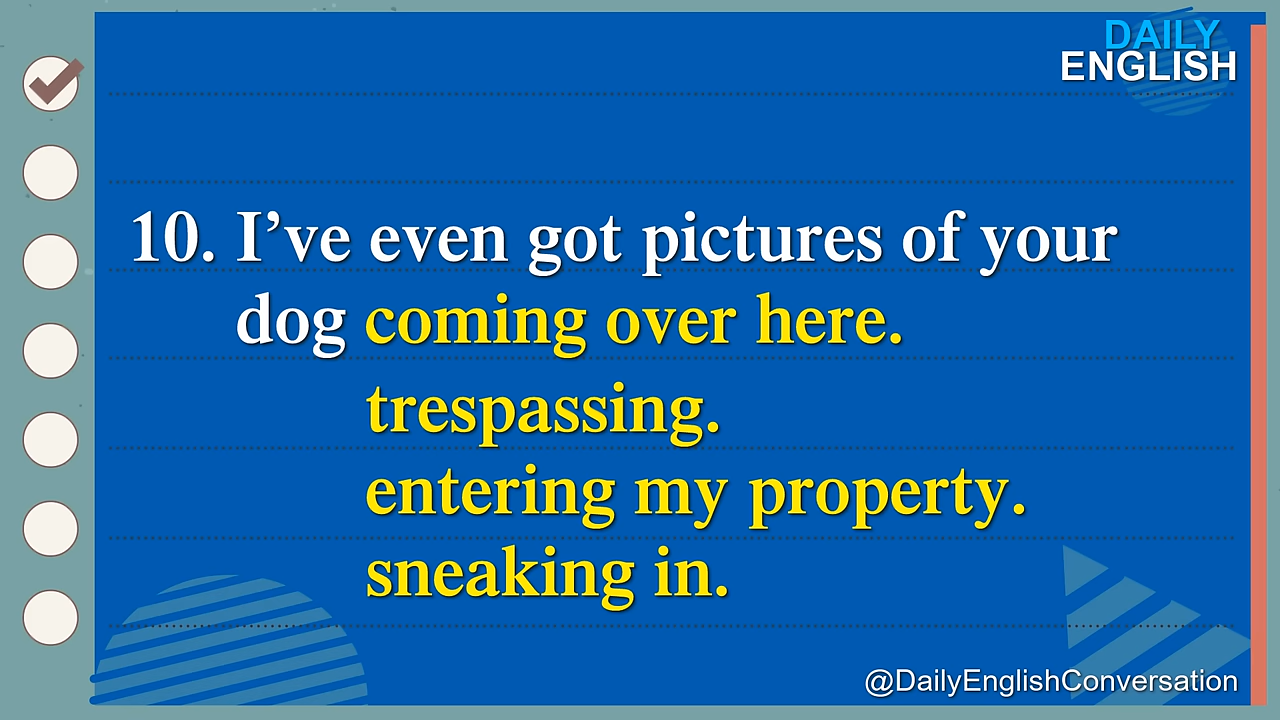 DAILY
ENGLISH
10. I’ve even got pictures of your
dog coming over here.
trespassing.
entering my property.
sneaking in.
@DailyEnglishConversation